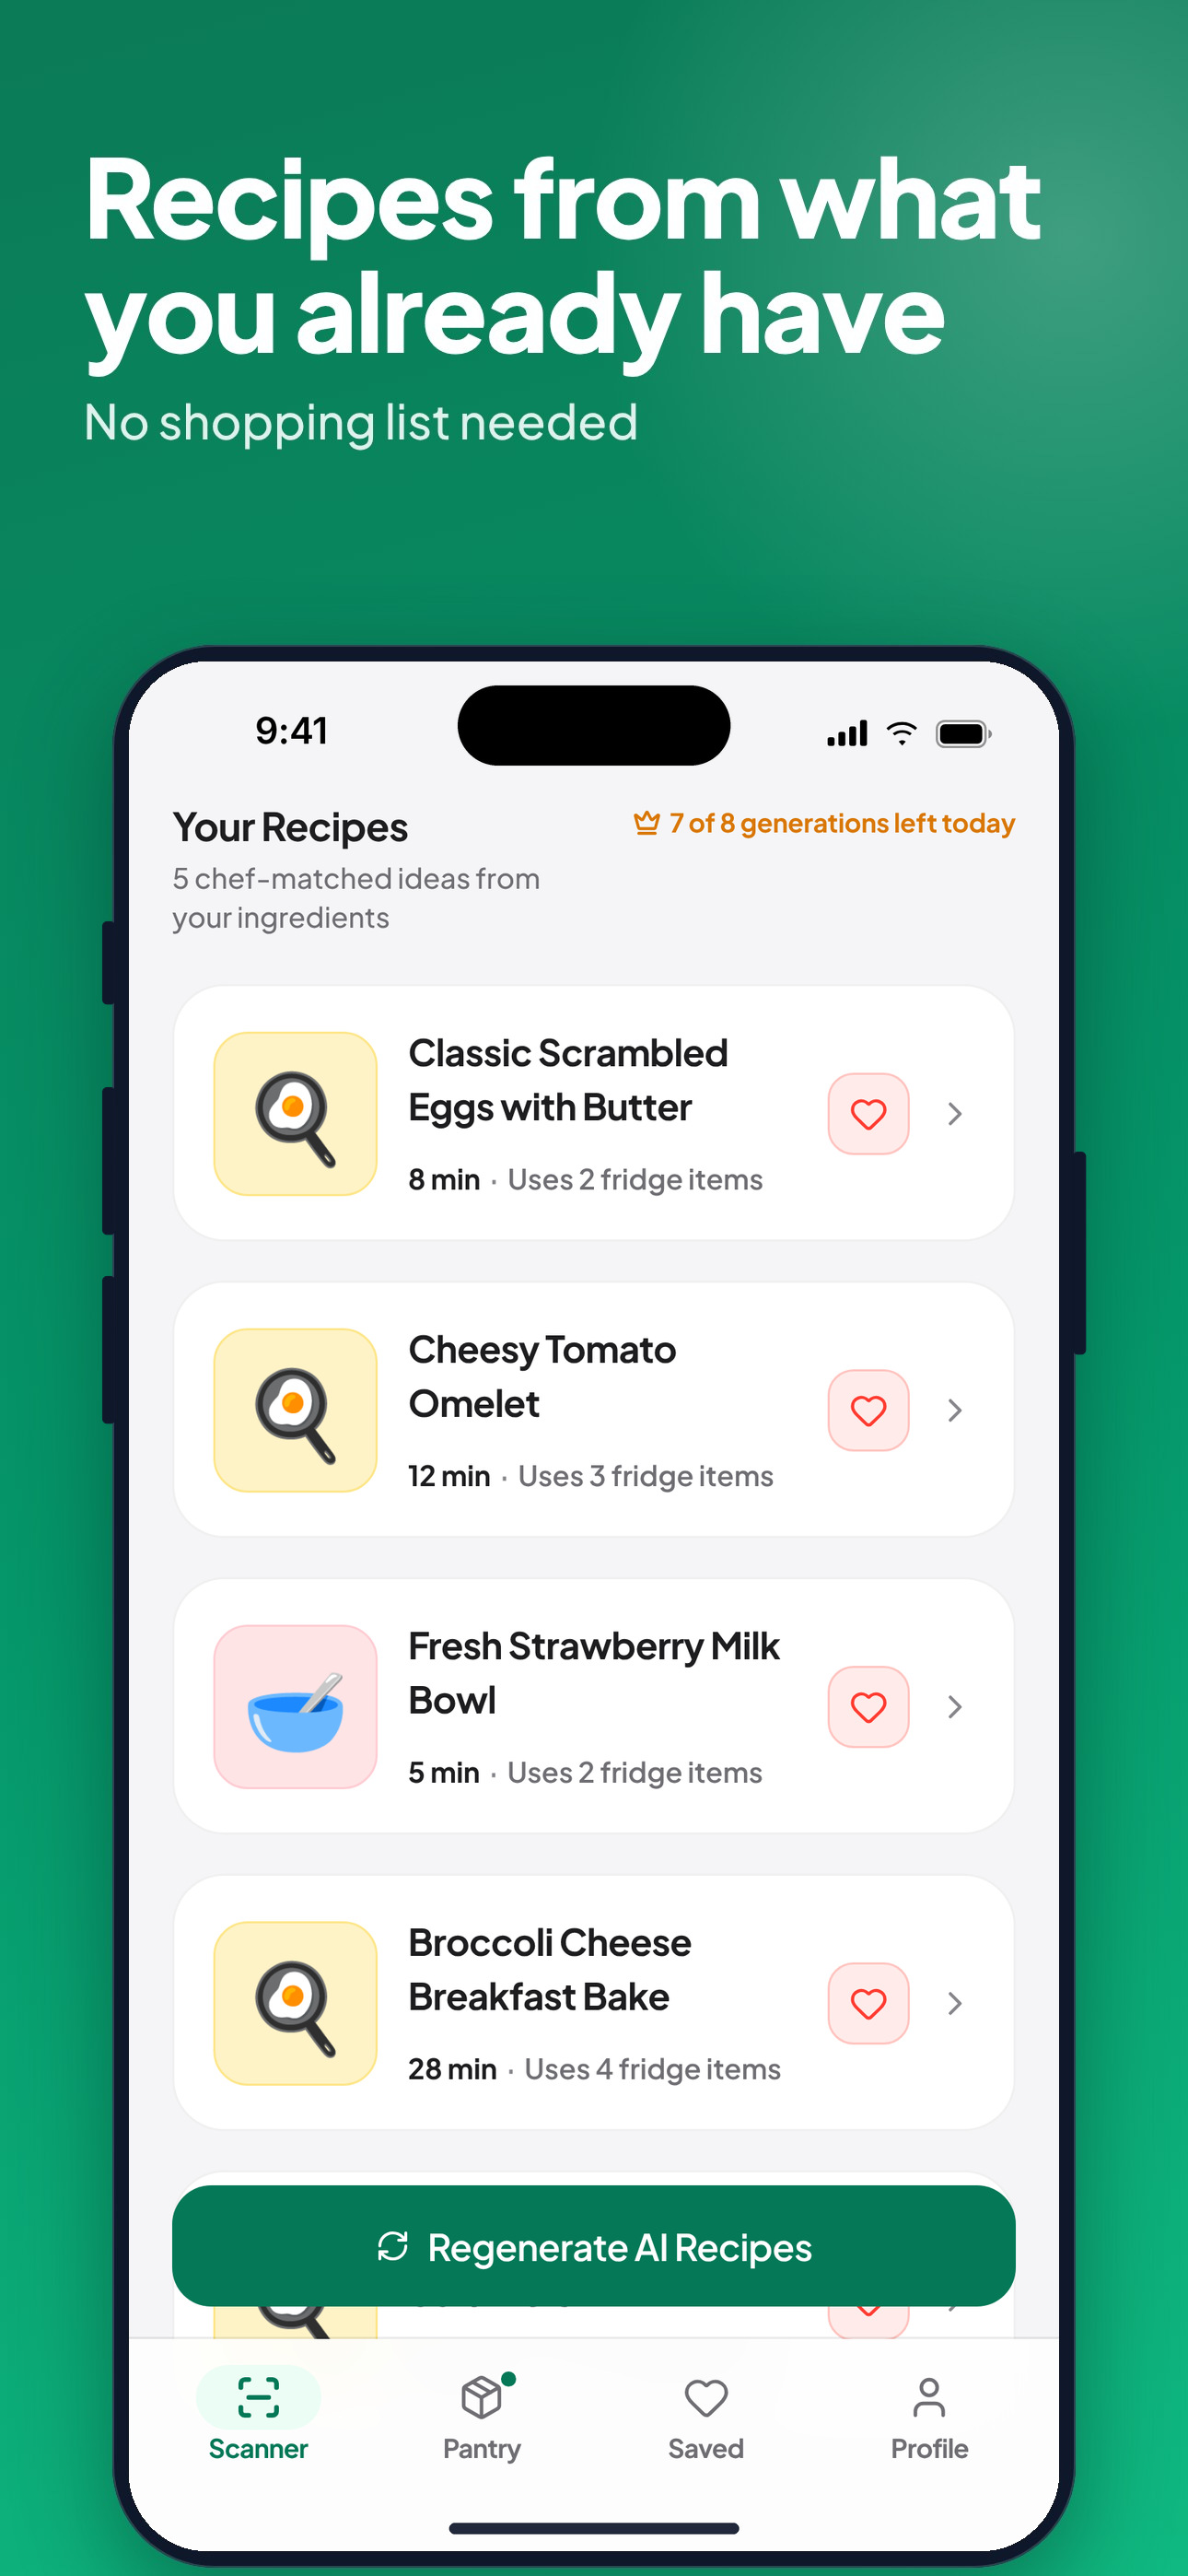 Recipes from what
you already have
No shopping list needed
9:41
Your Recipes
7 of 8 generations left today
5 chef-matched ideas from
your ingredients
Classic Scrambled
Eggs with Butter
8 min · Uses 2 fridge items
Cheesy Tomato
Omelet
12 min · Uses 3 fridge items
Fresh Strawberry Milk
Bowl
5 min · Uses 2 fridge items
Broccoli Cheese
Breakfast Bake
28 min · Uses 4 fridge items
Regenerate AI Recipes
Scanner
Pantry
Saved
Profile